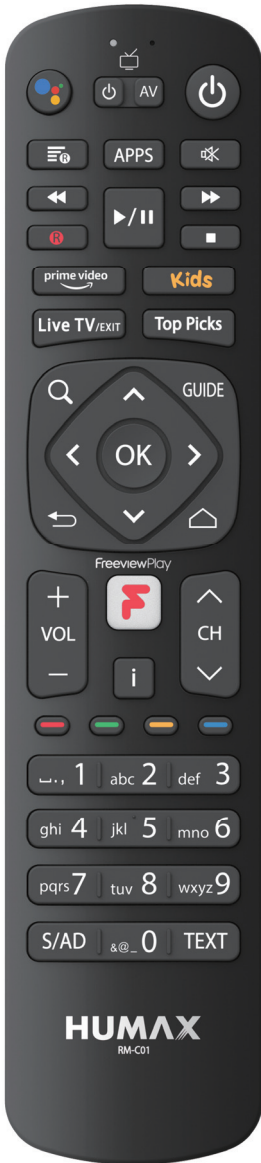 AV
R APPS
R
prime video Kids
Live TV/EXIT Top Picks
GUIDE
OK
FreeviewPlay
F
+ VOL −
CH
i
., 1 abc 2 def 3
ghi 4 jkl 5 mno 6
pqrs 7 tuv 8 wxyz 9
S/AD &@_ 0 TEXT
HUMAX
RM-C01